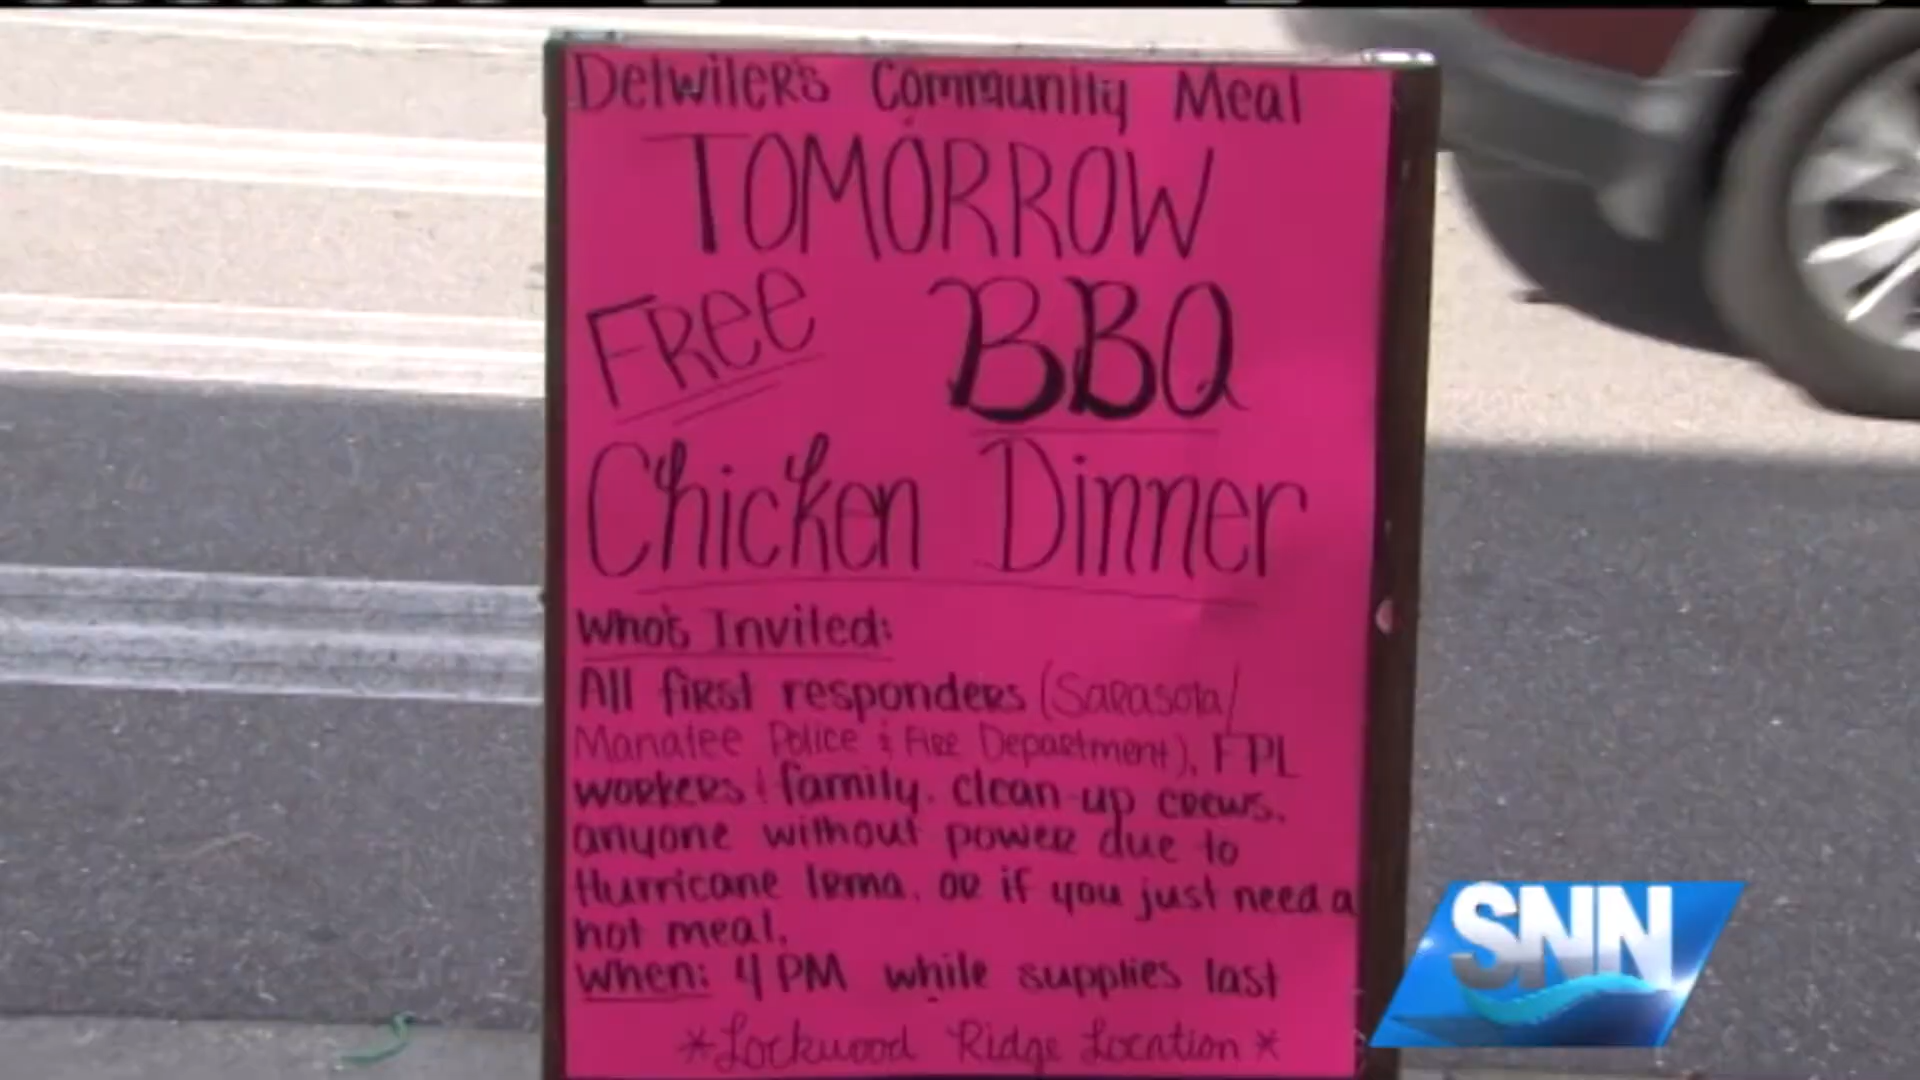 Detwiler's Community Meal
TOMORROW
FREE BBQ
Chicken Dinner
Who's Invited:
All first responders (Sarasota/
Manatee Police & Fire Department), FPL
workers & family, clean-up crews,
anyone without power due to
Hurricane Irma, or if you just need a
hot meal.
When: 4 PM while supplies last
*Lockwood Ridge Location*
SNN